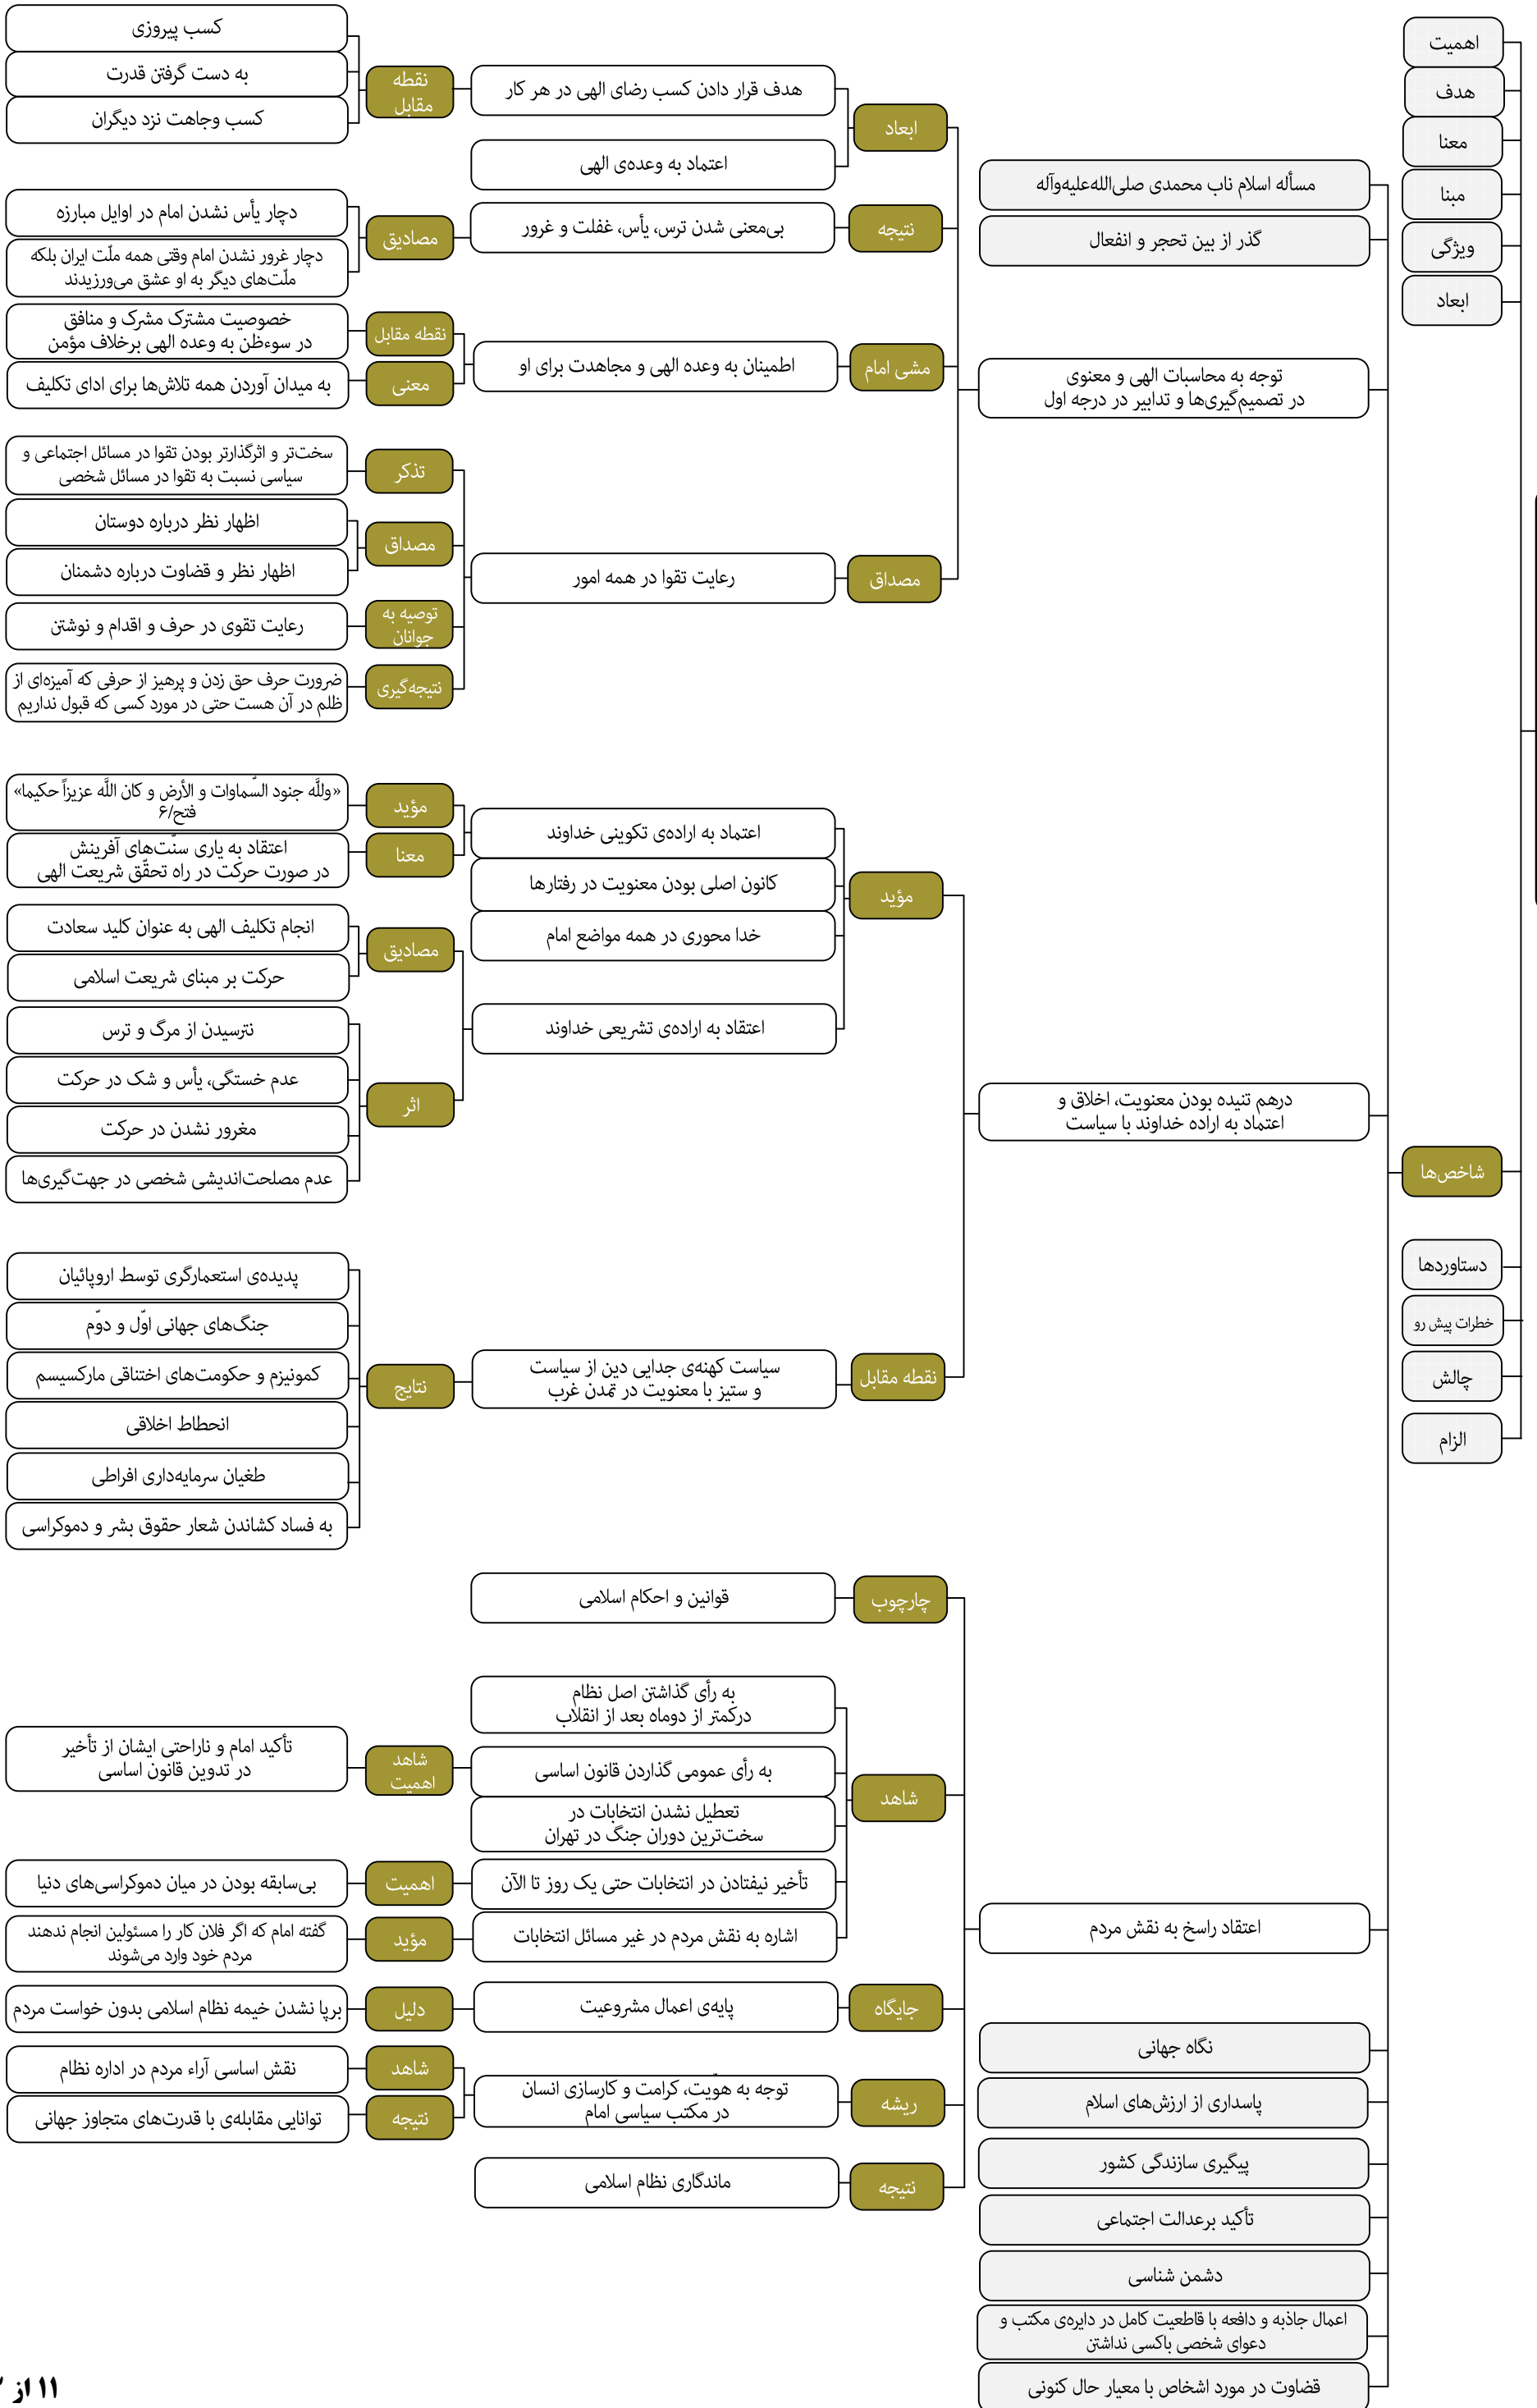 اهمیت
هدف
معنا
مبنا
ویژگی
ابعاد
شاخص‌ها
مسأله اسلام ناب محمدی صلی‌الله‌علیه‌وآله
گذر از بین تحجر و انفعال
توجه به محاسبات الهی و معنوی
در تصمیم‌گیری‌ها و تدابیر در درجه اول
ابعاد
هدف قرار دادن کسب رضای الهی در هر کار
نقطه
مقابل
کسب پیروزی
به دست گرفتن قدرت
کسب وجاهت نزد دیگران
اعتماد به وعده‌ی الهی
نتیجه
بی‌معنی شدن ترس، یأس، غفلت و غرور
مصادیق
دچار یأس نشدن امام در اوایل مبارزه
دچار غرور نشدن امام وقتی همه ملّت ایران بلکه
ملّت‌های دیگر به او عشق می‌ورزیدند
مشی امام
اطمینان به وعده الهی و مجاهدت برای او
نقطه مقابل
خصوصیت مشترک مشرک و منافق
در سوءظن به وعده الهی برخلاف مؤمن
معنی
به میدان آوردن همه تلاش‌ها برای ادای تکلیف
مصداق
رعایت تقوا در همه امور
تذکر
سخت‌تر و اثرگذارتر بودن تقوا در مسائل اجتماعی و
سیاسی نسبت به تقوا در مسائل شخصی
مصداق
اظهار نظر درباره دوستان
اظهار نظر و قضاوت درباره دشمنان
توصیه به
جوانان
رعایت تقوی در حرف و اقدام و نوشتن
نتیجه‌گیری
ضرورت حرف حق زدن و پرهیز از حرفی که آمیزه‌ای از
ظلم در آن هست حتی در مورد کسی که قبول نداریم
درهم تنیده بودن معنویت، اخلاق و
اعتماد به اراده خداوند با سیاست
مؤید
اعتماد به اراده‌ی تکوینی خداوند
مؤید
«وللَّه جنود السّماوات و الأرض و کان اللَّه عزیزاً حکیما»
فتح/۶
معنا
اعتقاد به یاری سنّت‌های آفرینش
در صورت حرکت در راه تحقّق شریعت الهی
کانون اصلی بودن معنویت در رفتارها
خدا محوری در همه مواضع امام
اعتقاد به اراده‌ی تشریعی خداوند
مصادیق
انجام تکلیف الهی به عنوان کلید سعادت
حرکت بر مبنای شریعت اسلامی
اثر
نترسیدن از مرگ و ترس
عدم خستگی، یأس و شک در حرکت
مغرور نشدن در حرکت
عدم مصلحت‌اندیشی شخصی در جهت‌گیری‌ها
نقطه مقابل
سیاست کهنه‌ی جدایی دین از سیاست
و ستیز با معنویت در تمدن غرب
نتایج
پدیده‌ی استعمارگری توسط اروپائیان
جنگ‌های جهانی اوّل و دوّم
کمونیزم و حکومت‌های اختناقی مارکسیسم
انحطاط اخلاقی
طغیان سرمایه‌داری افراطی
به فساد کشاندن شعار حقوق بشر و دموکراسی
اعتقاد راسخ به نقش مردم
چارچوب
قوانین و احکام اسلامی
شاهد
به رأی گذاشتن اصل نظام
درکمتر از دوماه بعد از انقلاب
به رأی عمومی گذاردن قانون اساسی
شاهد
اهمیت
تأکید امام و ناراحتی ایشان از تأخیر
در تدوین قانون اساسی
تعطیل نشدن انتخابات در
سخت‌ترین دوران جنگ در تهران
تأخیر نیفتادن در انتخابات حتی یک روز تا الآن
اهمیت
بی‌سابقه بودن در میان دموکراسی‌های دنیا
اشاره به نقش مردم در غیر مسائل انتخابات
مؤید
گفته امام که اگر فلان کار را مسئولین انجام ندهند
مردم خود وارد می‌شوند
جایگاه
پایه‌ی اعمال مشروعیت
دلیل
برپا نشدن خیمه نظام اسلامی بدون خواست مردم
ریشه
توجه به هوّیت، کرامت و کارسازی انسان
در مکتب سیاسی امام
شاهد
نقش اساسی آراء مردم در اداره نظام
نتیجه
توانایی مقابله‌ی با قدرت‌های متجاوز جهانی
نتیجه
ماندگاری نظام اسلامی
نگاه جهانی
پاسداری از ارزش‌های اسلام
پیگیری سازندگی کشور
تأکید برعدالت اجتماعی
دشمن شناسی
اعمال جاذبه و دافعه با قاطعیت کامل در دایره‌ی مکتب و
دعوای شخصی باکسی نداشتن
قضاوت در مورد اشخاص با معیار حال کنونی
دستاوردها
خطرات پیش رو
چالش
الزام
۱۱ از